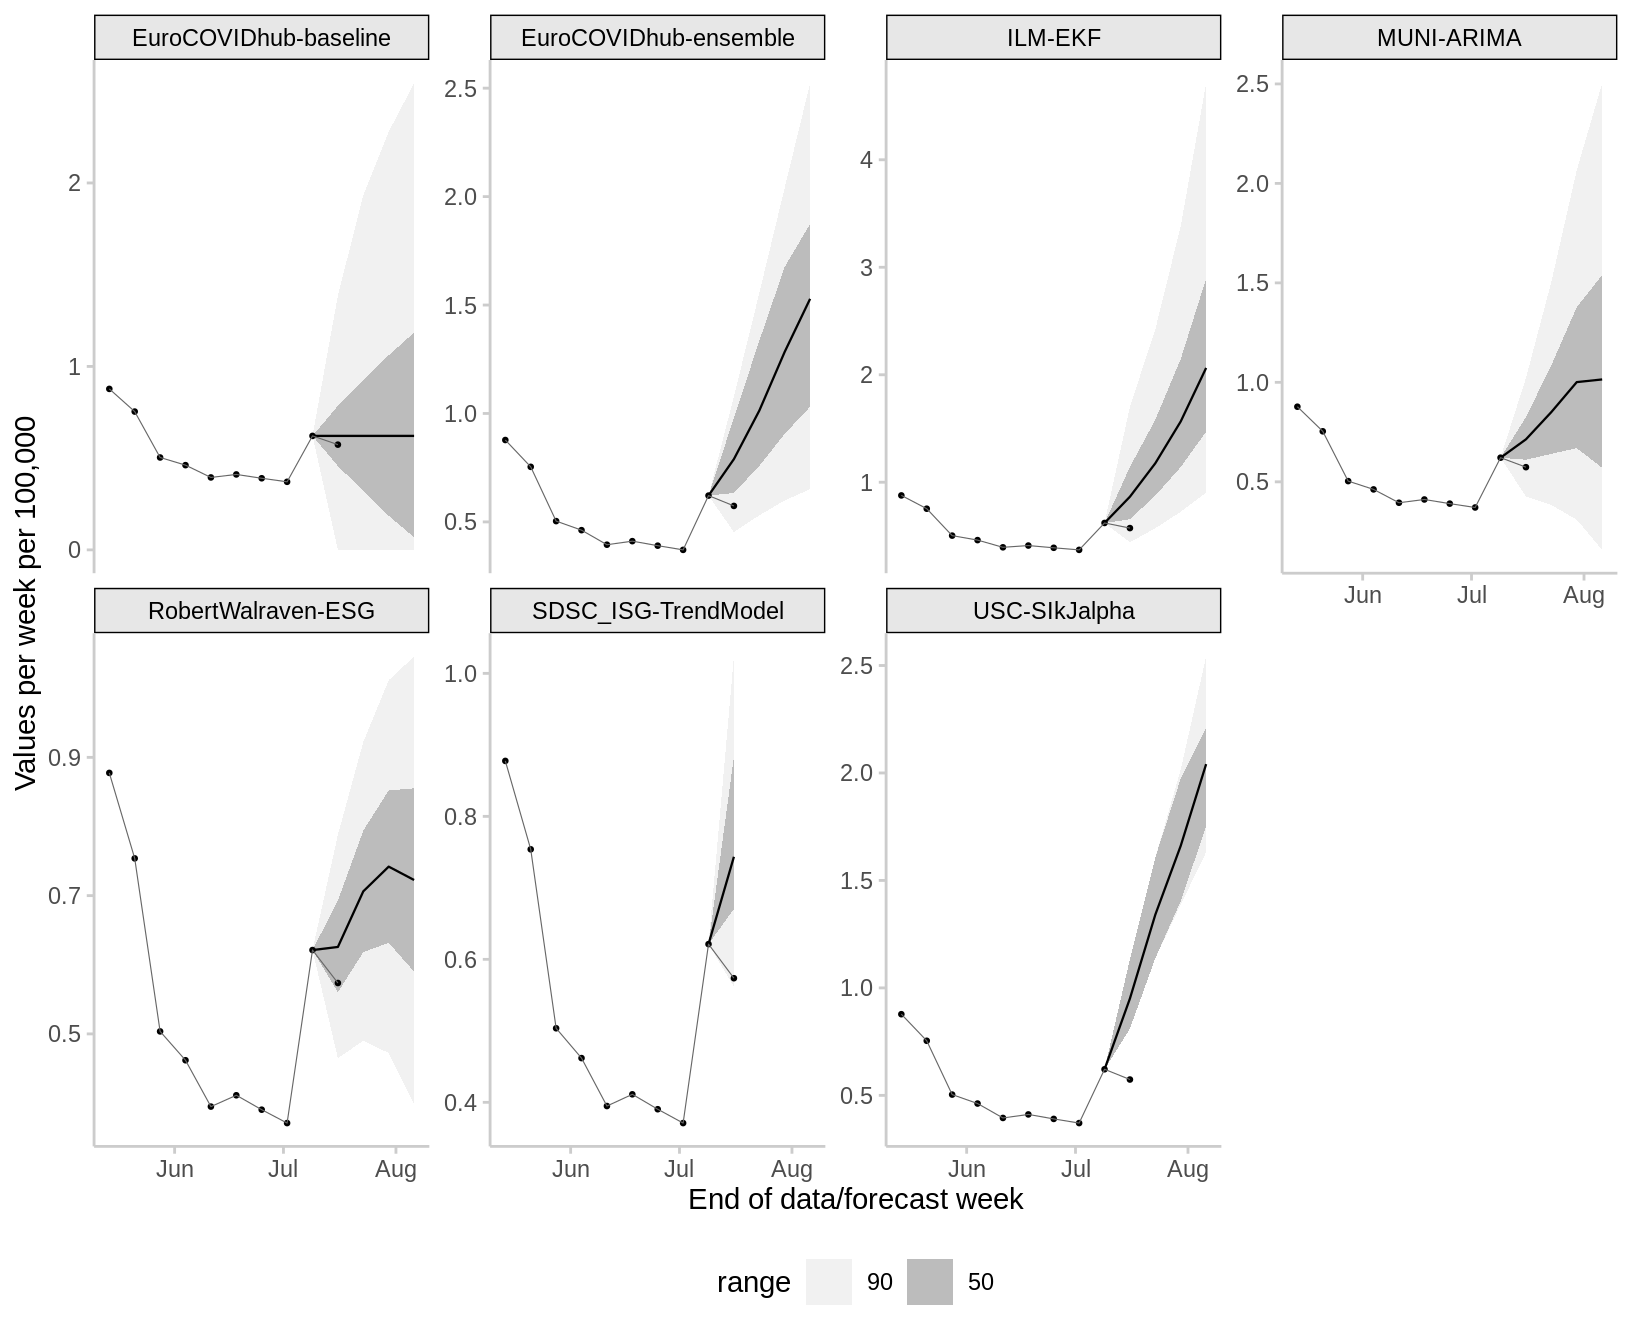 EuroCOVIDhub-baseline
EuroCOVIDhub-ensemble
ILM-EKF
MUNI-ARIMA
2
1
0
2.5
2.0
1.5
1.0
0.5
4
3
2
1
2.5
2.0
1.5
1.0
0.5
Jun Jul Aug
Values per week per 100,000
RobertWalraven-ESG
SDSC_ISG-TrendModel
USC-SIkJalpha
0.9
0.7
0.5
1.0
0.8
0.6
0.4
2.5
2.0
1.5
1.0
0.5
Jun Jul Aug
Jun Jul Aug
Jun Jul Aug
End of data/forecast week
range 90 50